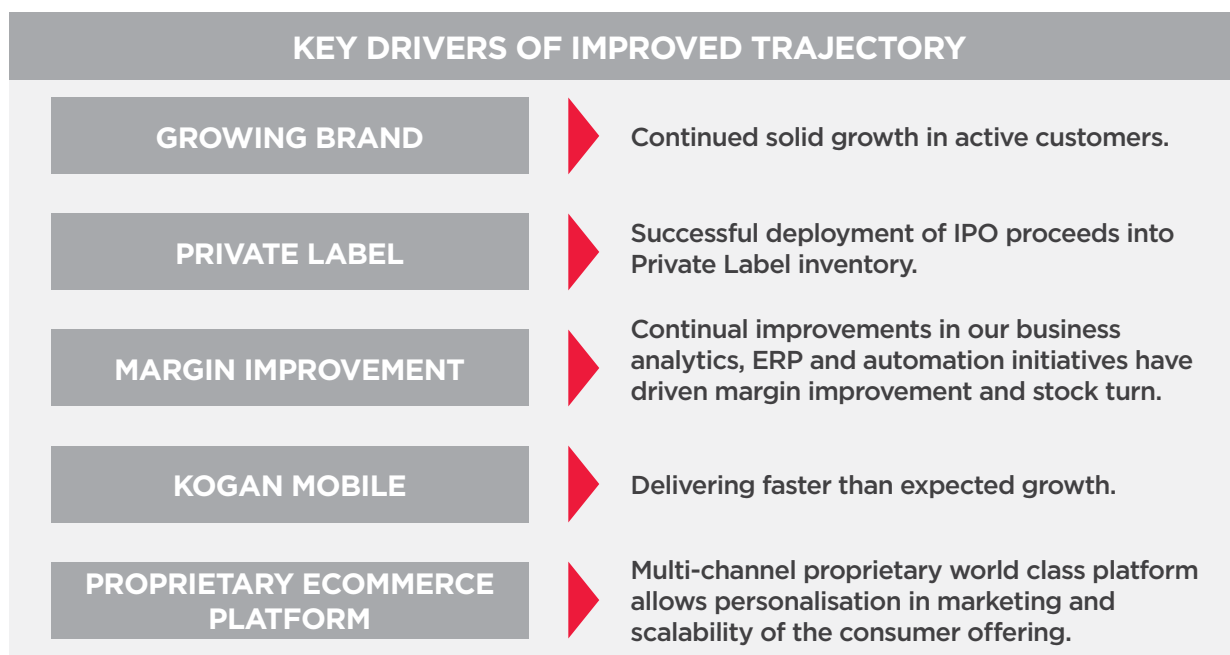 KEY DRIVERS OF IMPROVED TRAJECTORY
GROWING BRAND
Continued solid growth in active customers.
PRIVATE LABEL
Successful deployment of IPO proceeds into
Private Label inventory.
MARGIN IMPROVEMENT
Continual improvements in our business
analytics, ERP and automation initiatives have
driven margin improvement and stock turn.
KOGAN MOBILE
Delivering faster than expected growth.
PROPRIETARY ECOMMERCE
PLATFORM
Multi-channel proprietary world class platform
allows personalisation in marketing and
scalability of the consumer offering.